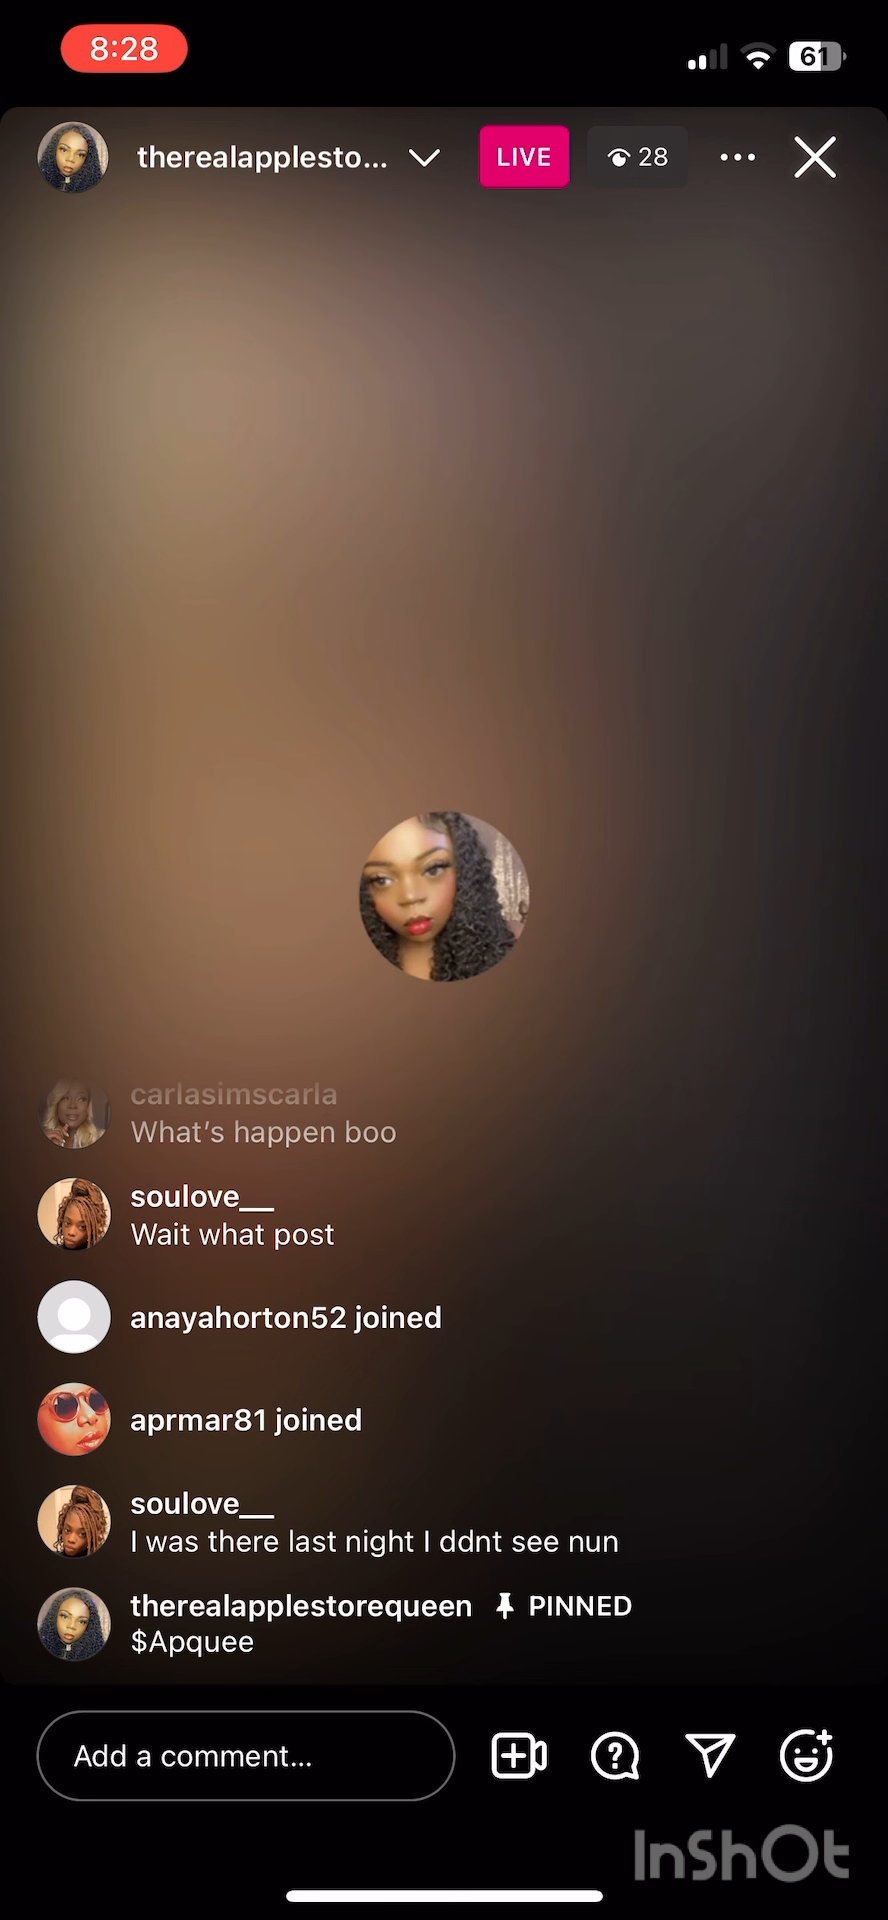 8:28
61
therealapplesto...
LIVE
28
carlasimscarla
What's happen boo
soulove__
Wait what post
anayahorton52 joined
aprmar81 joined
soulove__
I was there last night I ddnt see nun
therealapplestorequeen PINNED
$Apquee
Add a comment...
InShOt